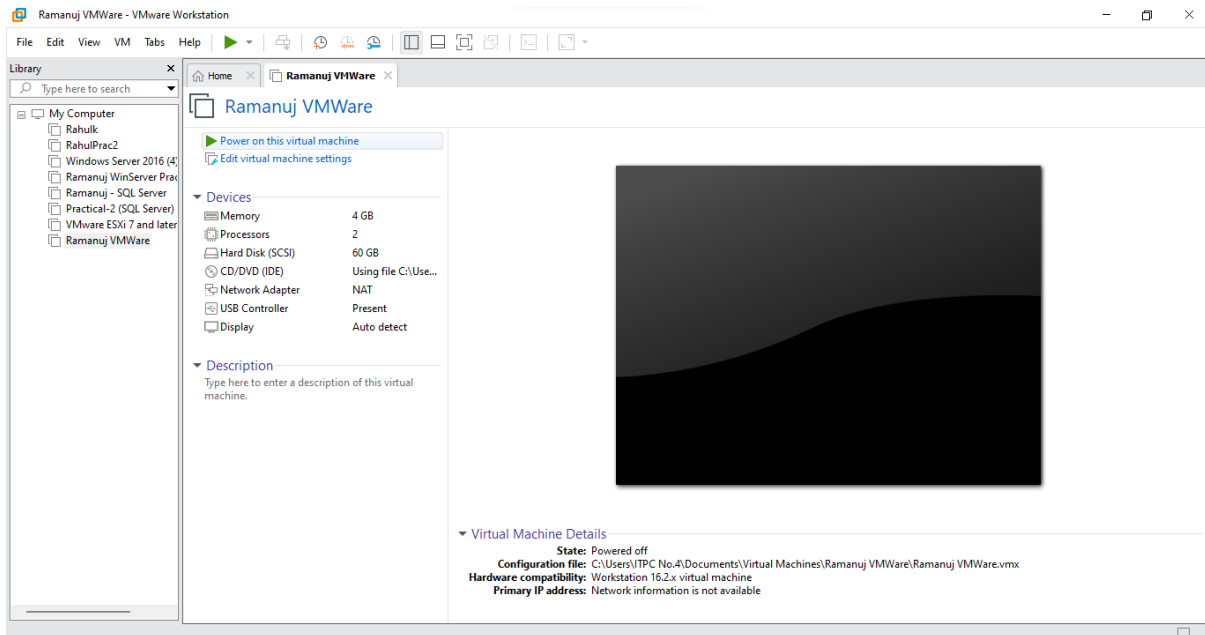 Ramanuj VMWare - VMware Workstation
File Edit View VM Tabs Help
Library
Type here to search
My Computer
Rahulk
RahulPrac2
Windows Server 2016 (4)
Ramanuj WinServer Prac
Ramanuj - SQL Server
Practical-2 (SQL Server)
VMware ESXi 7 and later
Ramanuj VMWare
Home
Ramanuj VMWare
Ramanuj VMWare
Power on this virtual machine
Edit virtual machine settings
Devices
Memory 4 GB
Processors 2
Hard Disk (SCSI) 60 GB
CD/DVD (IDE) Using file C:\Use...
Network Adapter NAT
USB Controller Present
Display Auto detect
Description
Type here to enter a description of this virtual
machine.
Virtual Machine Details
State: Powered off
Configuration file: C:\Users\ITPC No.4\Documents\Virtual Machines\Ramanuj VMWare\Ramanuj VMWare.vmx
Hardware compatibility: Workstation 16.2.x virtual machine
Primary IP address: Network information is not available